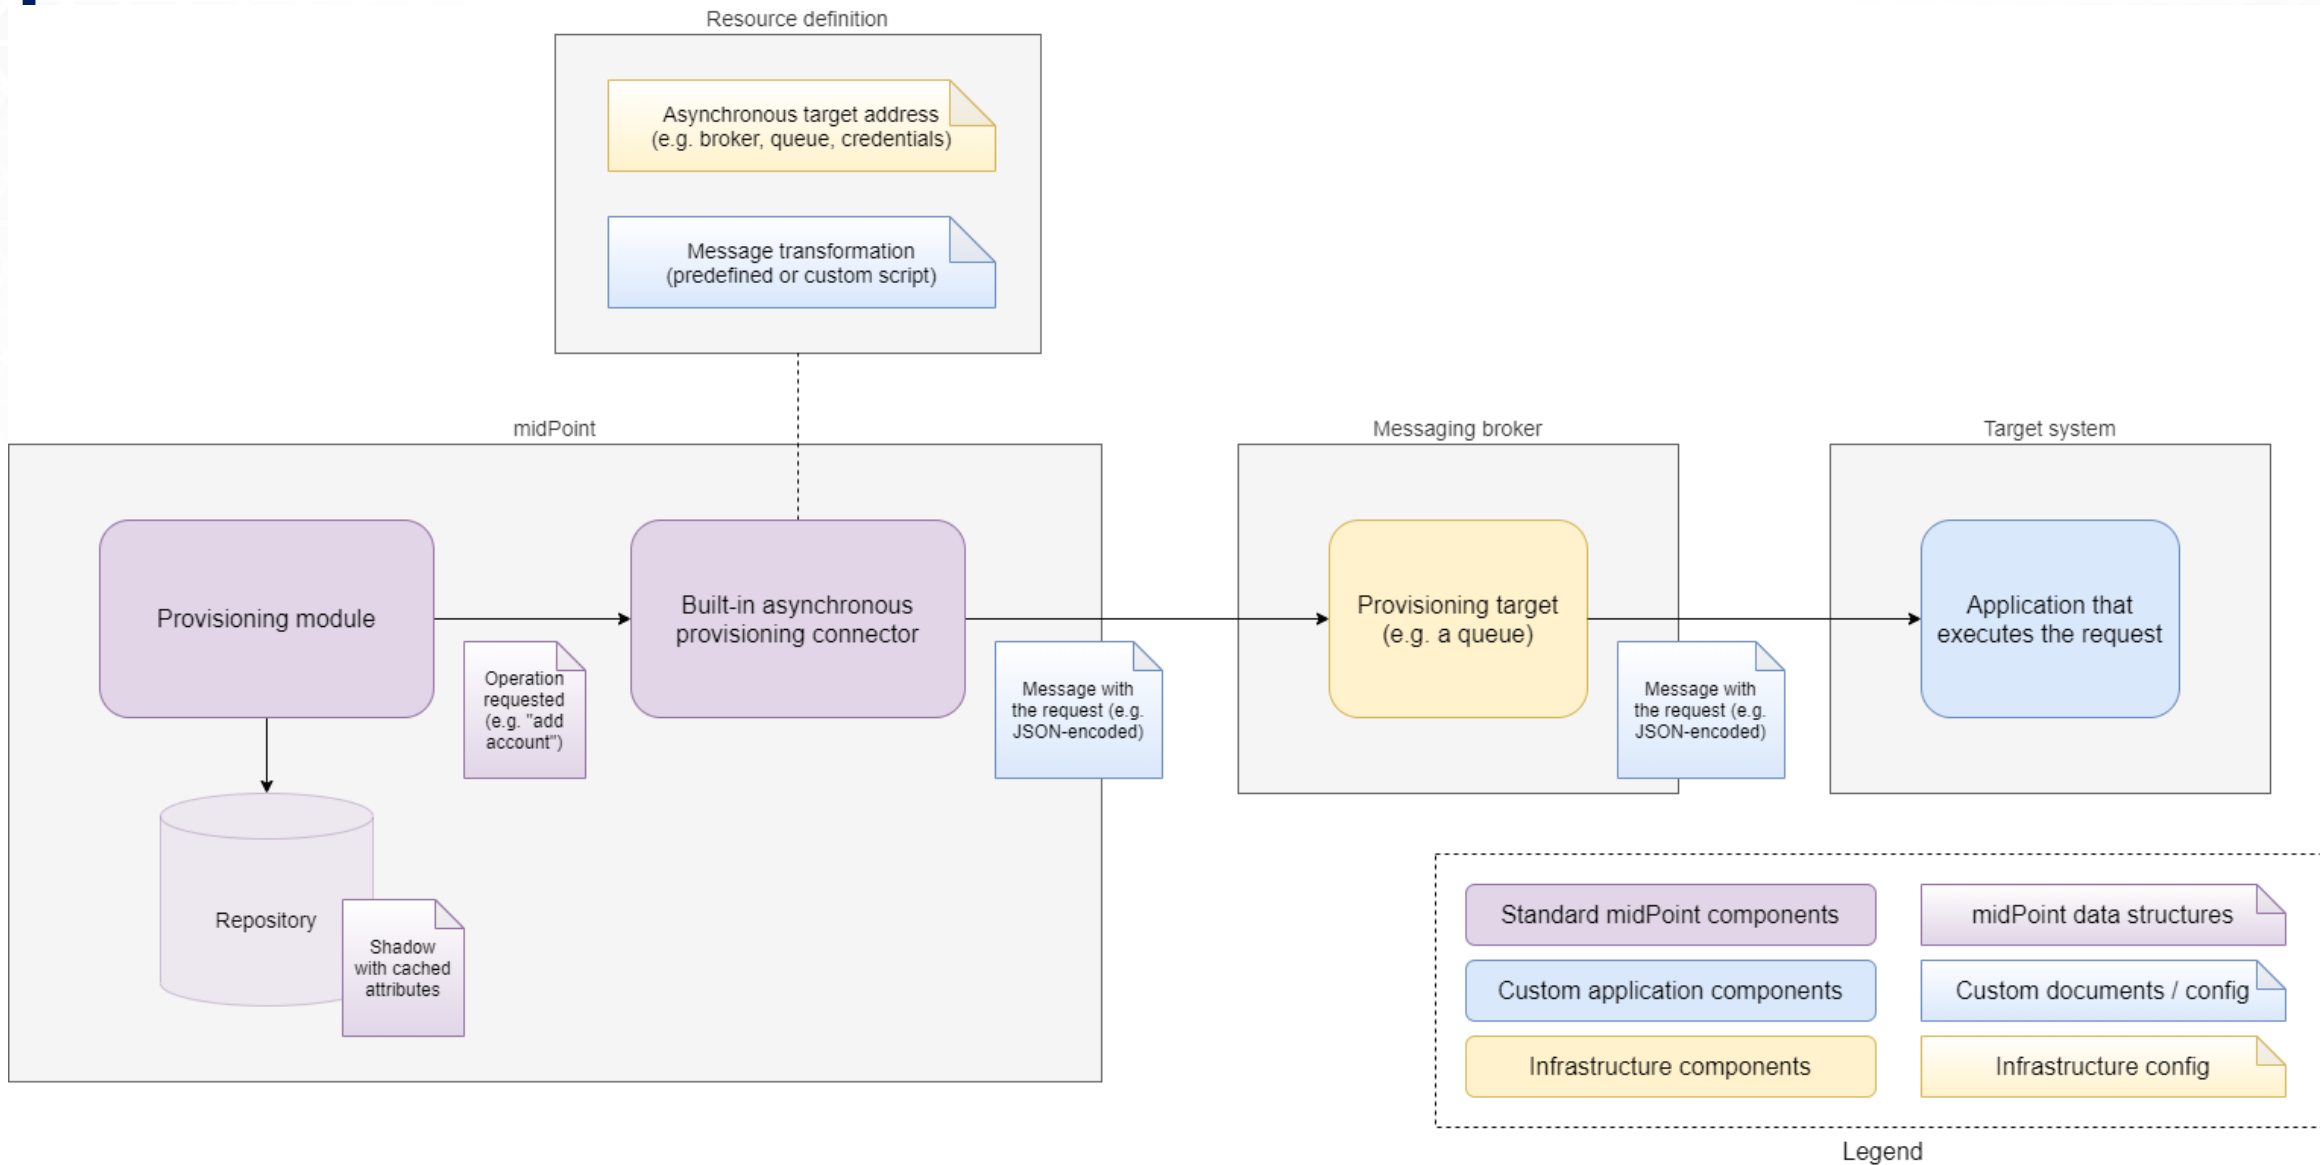 Resource definition
Asynchronous target address
(e.g. broker, queue, credentials)
Message transformation
(predefined or custom script)
midPoint
Messaging broker
Target system
Provisioning module
Built-in asynchronous
provisioning connector
Provisioning target
(e.g. a queue)
Application that
executes the request
Operation
requested
(e.g. "add
account")
Message with
the request (e.g.
JSON-encoded)
Message with
the request (e.g.
JSON-encoded)
Repository
Shadow
with cached
attributes
Standard midPoint components
midPoint data structures
Custom application components
Custom documents / config
Infrastructure components
Infrastructure config
Legend